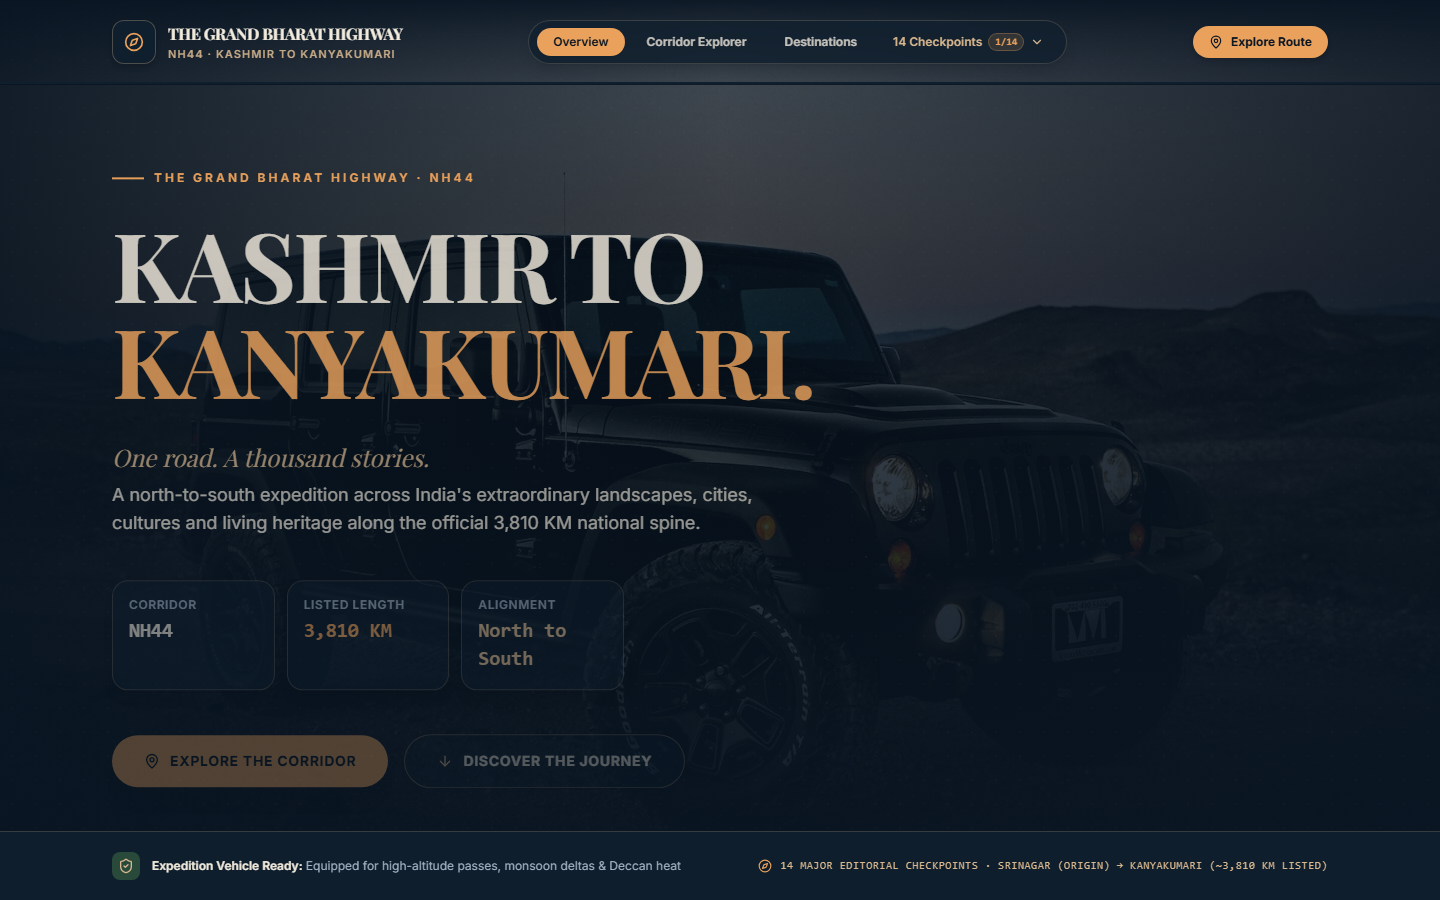 THE GRAND BHARAT HIGHWAY
NH44 · KASHMIR TO KANYAKUMARI
Overview
Corridor Explorer
Destinations
14 Checkpoints 1/14
Explore Route
THE GRAND BHARAT HIGHWAY · NH44
KASHMIR TO
KANYAKUMARI.
One road. A thousand stories.
A north-to-south expedition across India's extraordinary landscapes, cities,
cultures and living heritage along the official 3,810 KM national spine.
CORRIDOR
NH44
LISTED LENGTH
3,810 KM
ALIGNMENT
North to
South
EXPLORE THE CORRIDOR
DISCOVER THE JOURNEY
Expedition Vehicle Ready: Equipped for high-altitude passes, monsoon deltas & Deccan heat
14 MAJOR EDITORIAL CHECKPOINTS · SRINAGAR (ORIGIN) → KANYAKUMARI (~3,810 KM LISTED)